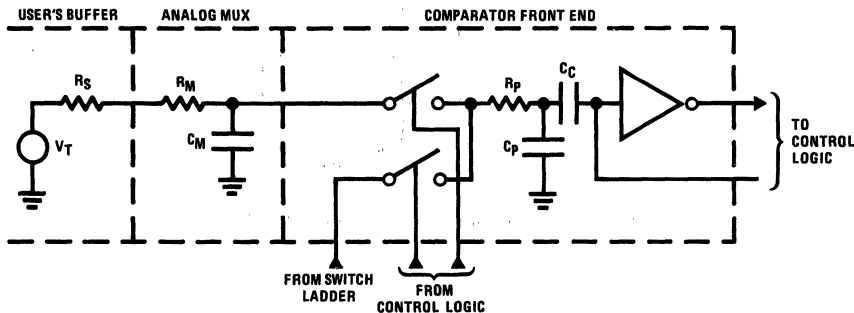 USER'S BUFFER
ANALOG MUX
COMPARATOR FRONT END
RS
RM
RP
CC
CM
CP
VT
TO
CONTROL
LOGIC
FROM SWITCH
LADDER
FROM
CONTROL LOGIC